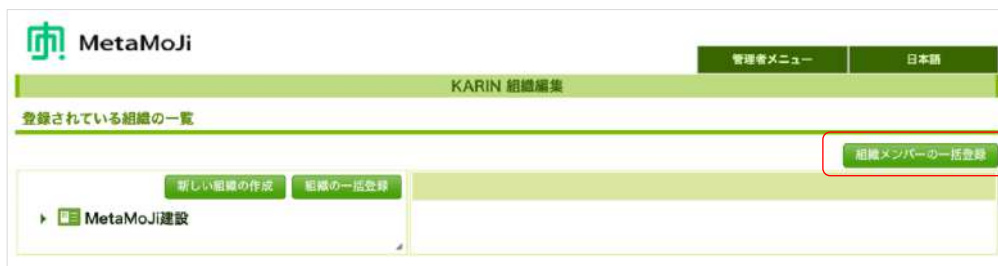 MetaMoJi
管理者メニュー 日本語
KARIN 組織編集
登録されている組織の一覧
組織メンバーの一括登録
新しい組織の作成 組織の一括登録
MetaMoJi建設